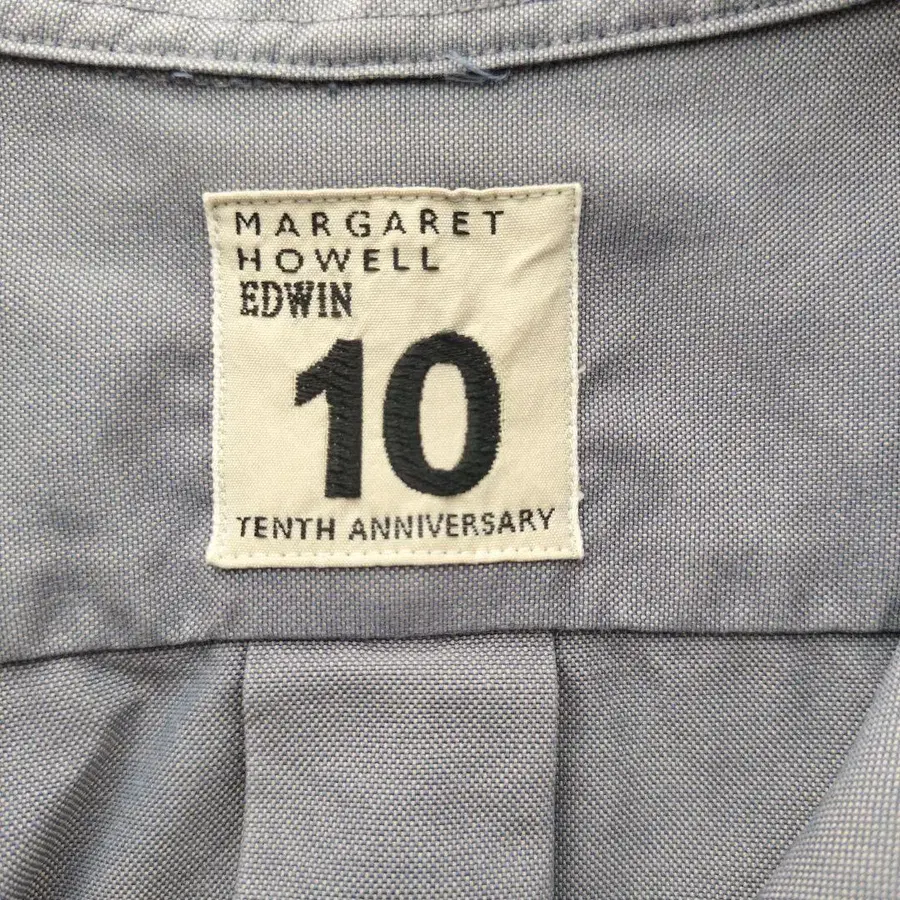 MARGARET
HOWELL
EDWIN
10
TENTH ANNIVERSARY